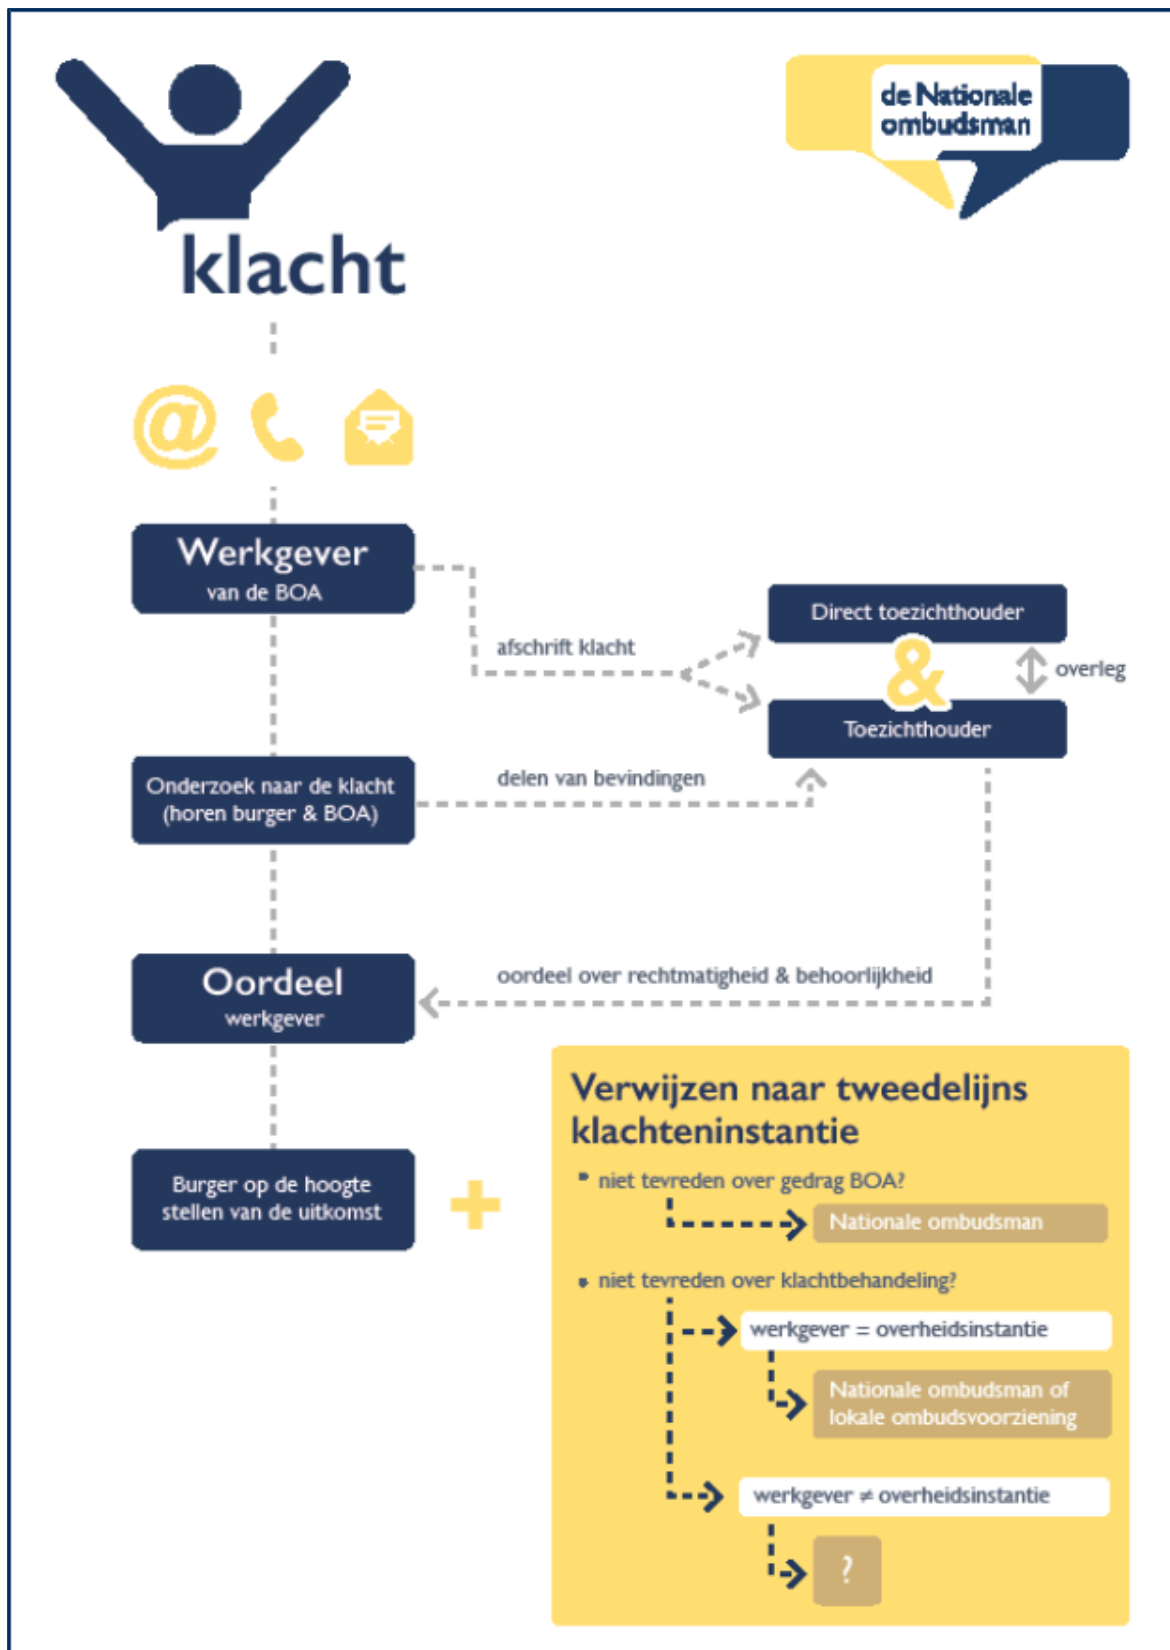 de Nationale
ombudsman
klacht
@
Werkgever
van de BOA
afschrift klacht
Direct toezichthouder
&
overleg
Toezichthouder
Onderzoek naar de klacht
(horen burger & BOA)
delen van bevindingen
Oordeel
werkgever
oordeel over rechtmatigheid & behoorlijkheid
Burger op de hoogte
stellen van de uitkomst
+
Verwijzen naar tweedelijns
klachteninstantie
niet tevreden over gedrag BOA?
Nationale ombudsman
niet tevreden over klachtbehandeling?
werkgever = overheidsinstantie
Nationale ombudsman of
lokale ombudsvoorziening
werkgever ≠ overheidsinstantie
?